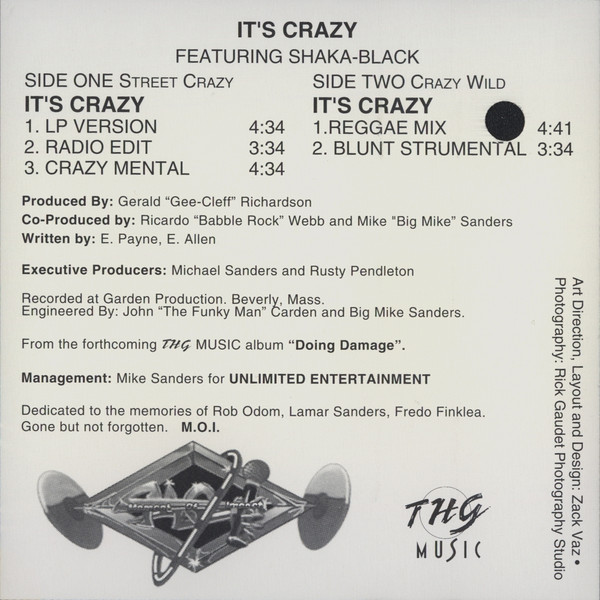 IT'S CRAZY
FEATURING SHAKA-BLACK
SIDE ONE STREET CRAZY
IT'S CRAZY
1. LP VERSION 4:34
2. RADIO EDIT 3:34
3. CRAZY MENTAL 4:34
SIDE TWO CRAZY WILD
IT'S CRAZY
1.REGGAE MIX 4:41
2. BLUNT STRUMENTAL 3:34
Produced By: Gerald “Gee-Cleff” Richardson
Co-Produced by: Ricardo “Babble Rock” Webb and Mike "Big Mike” Sanders
Written by: E. Payne, E. Allen
Executive Producers: Michael Sanders and Rusty Pendleton
Recorded at Garden Production. Beverly, Mass.
Engineered By: John “The Funky Man” Carden and Big Mike Sanders.
From the forthcoming THG MUSIC album “Doing Damage”.
Management: Mike Sanders for UNLIMITED ENTERTAINMENT
Dedicated to the memories of Rob Odom, Lamar Sanders, Fredo Finklea.
Gone but not forgotten. M.O.I.
Art Direction, Layout and Design: Zack Vaz •
Photography: Rick Gaudet Photography Studio
THG
MUSIC